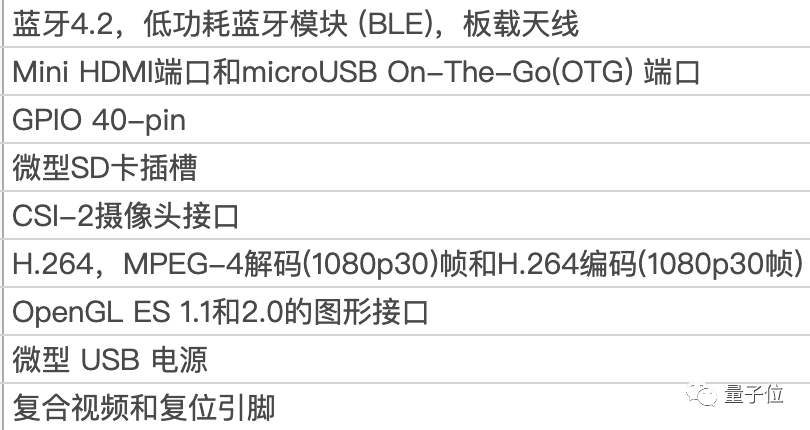 蓝牙4.2，低功耗蓝牙模块 (BLE)，板载天线
Mini HDMI端口和microUSB On-The-Go(OTG) 端口
GPIO 40-pin
微型SD卡插槽
CSI-2摄像头接口
H.264，MPEG-4解码(1080p30)帧和H.264编码(1080p30帧)
OpenGL ES 1.1和2.0的图形接口
微型 USB 电源
复合视频和复位引脚
量子位